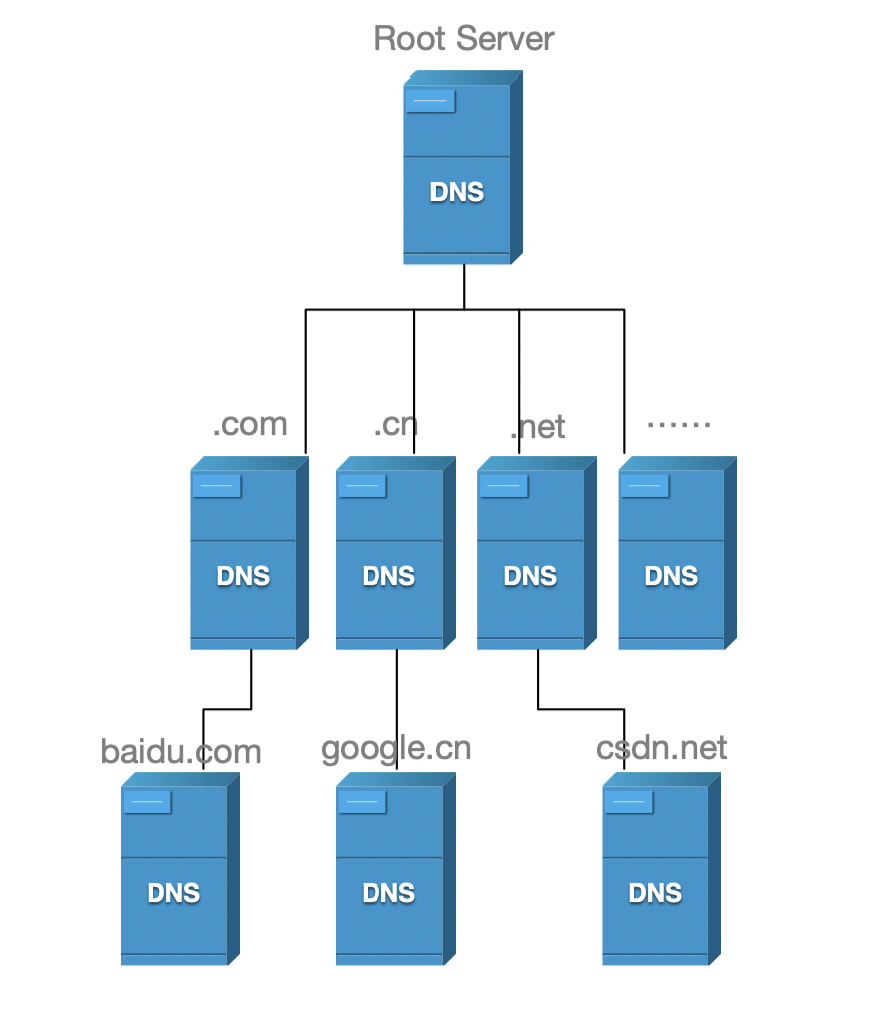 Root Server
DNS
.com
.cn
.net
......
DNS
DNS
DNS
DNS
baidu.com
google.cn
csdn.net
DNS
DNS
DNS